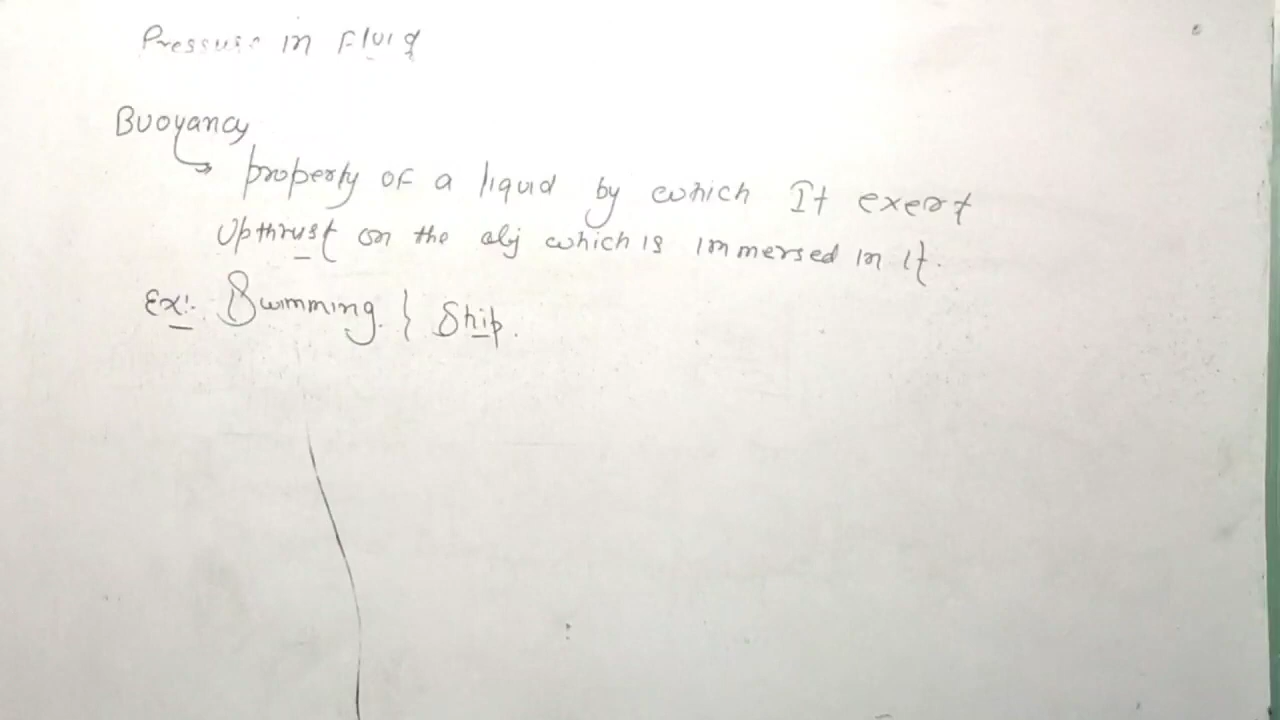 Pressure in Fluid
Buoyancy
property of a liquid by which It exert
Upthrust on the obj which is immersed in it.
Ex:- Swimming } Ship.